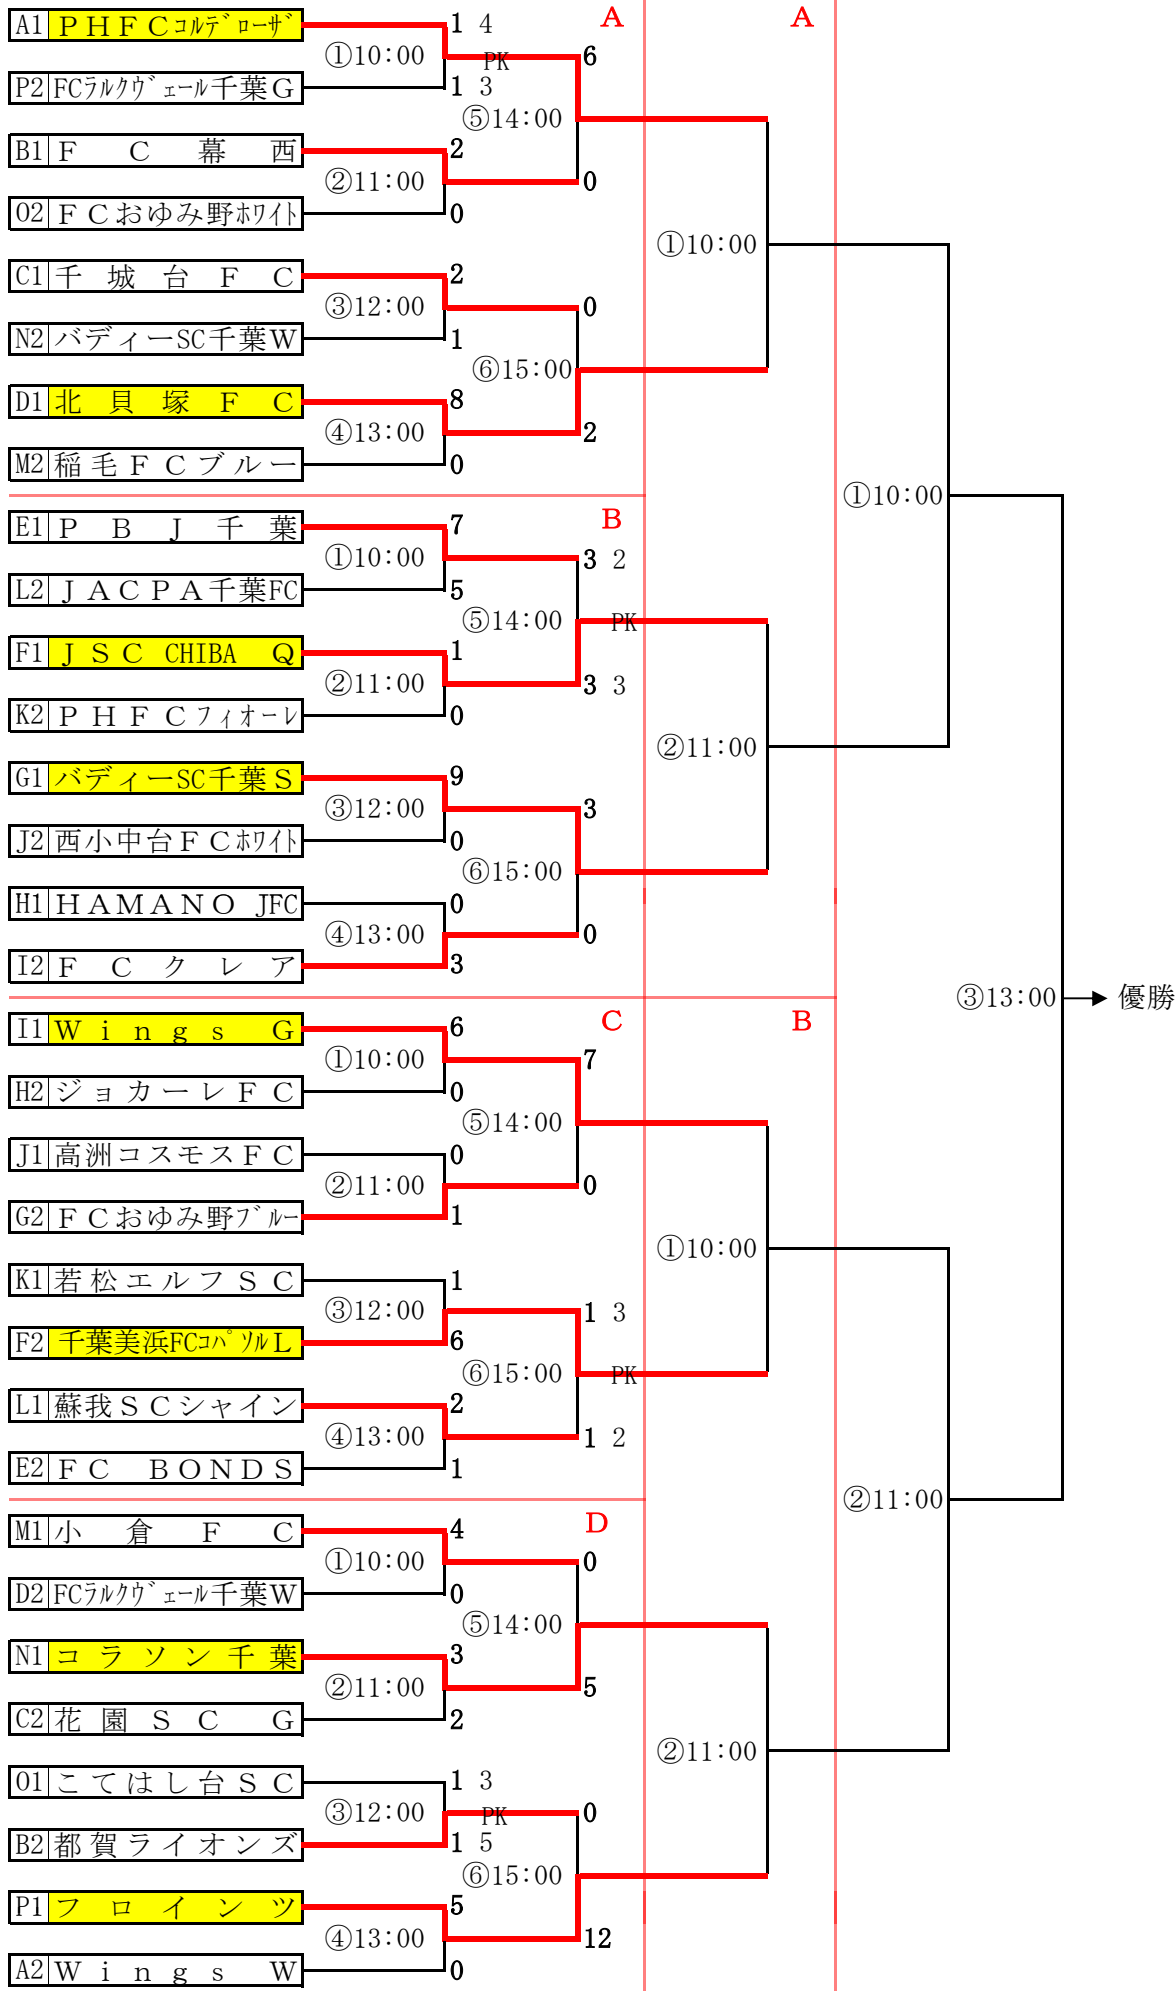 A1 ＰＨＦＣｺﾙﾃﾞﾛｰｻﾞ 1 4 A A
①10:00 PK 6
P2 FCﾗﾙｸｳﾞｪｰﾙ千葉Ｇ 1 3
⑤14:00
B1 Ｆ Ｃ 幕 西 2
②11:00 0
O2 ＦＣおゆみ野ﾎﾜｲﾄ 0
①10:00
C1 千 城 台 Ｆ Ｃ 2
③12:00 0
N2 バディーSC千葉Ｗ 1
⑥15:00
D1 北 貝 塚 Ｆ Ｃ 8
④13:00 2
M2 稲毛ＦＣブルー 0
①10:00
E1 Ｐ Ｂ Ｊ 千 葉 7 B
①10:00 3 2
L2 ＪＡＣＰＡ千葉FC 5
⑤14:00 PK
F1 ＪＳＣ CHIBA Ｑ 1
②11:00 3 3
K2 ＰＨＦＣフィオーレ 0
②11:00
G1 バディーSC千葉Ｓ 9
③12:00 3
J2 西小中台ＦＣﾎﾜｲﾄ 0
⑥15:00
H1 ＨＡＭＡＮＯ JFC 0
④13:00 0
I2 Ｆ Ｃ ク レ ア 3
③13:00 優勝
I1 Ｗ ｉ ｎ ｇ ｓ Ｇ 6 C B
①10:00 7
H2 ジョカーレＦＣ 0
⑤14:00
J1 高洲コスモスＦＣ 0
②11:00 0
G2 ＦＣおゆみ野ﾌﾞﾙｰ 1
①10:00
K1 若松エルフＳＣ 1
③12:00 1 3
F2 千葉美浜FCｺﾊﾟｿﾙＬ 6
⑥15:00 PK
L1 蘇我ＳＣシャイン 2
④13:00 1 2
E2 ＦＣ ＢＯＮＤＳ 1
②11:00
M1 小 倉 Ｆ Ｃ 4 D
①10:00 0
D2 FCﾗﾙｸｳﾞｪｰﾙ千葉Ｗ 0
⑤14:00
N1 コ ラ ソ ン 千 葉 3
②11:00 5
C2 花 園 Ｓ Ｃ Ｇ 2
②11:00
O1 こてはし台ＳＣ 1 3
③12:00 PK 0
B2 都賀ライオンズ 1 5
⑥15:00
P1 フ ロ イ ン ツ 5
④13:00 12
A2 Ｗ ｉ ｎ ｇ ｓ Ｗ 0